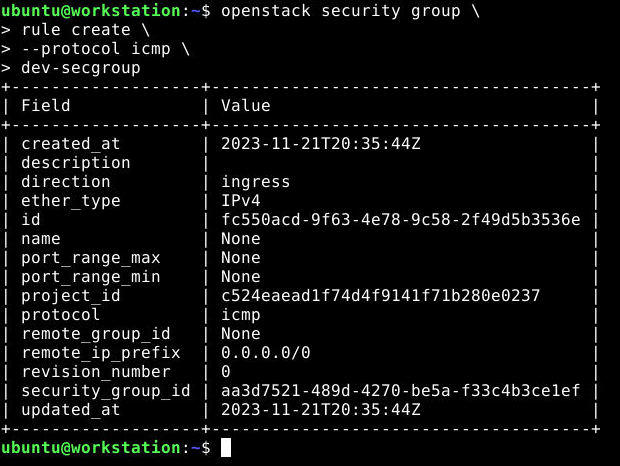 ubuntu@workstation:~$ openstack security group \
> rule create \
> --protocol icmp \
> dev-secgroup
+-------------------+--------------------------------------+
| Field             | Value                                |
+-------------------+--------------------------------------+
| created_at        | 2023-11-21T20:35:44Z                 |
| description       |                                      |
| direction         | ingress                              |
| ether_type        | IPv4                                 |
| id                | fc550acd-9f63-4e78-9c58-2f49d5b3536e |
| name              | None                                 |
| port_range_max    | None                                 |
| port_range_min    | None                                 |
| project_id        | c524eaead1f74d4f9141f71b280e0237     |
| protocol          | icmp                                 |
| remote_group_id   | None                                 |
| remote_ip_prefix  | 0.0.0.0/0                            |
| revision_number   | 0                                    |
| security_group_id | aa3d7521-489d-4270-be5a-f33c4b3ce1ef |
| updated_at        | 2023-11-21T20:35:44Z                 |
+-------------------+--------------------------------------+
ubuntu@workstation:~$